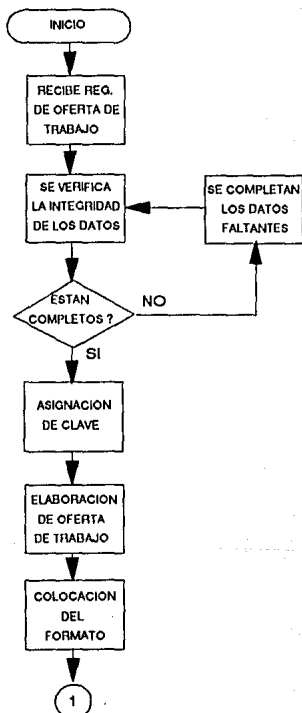 INICIO
RECIBE REG.
DE OFERTA DE
TRABAJO
SE VERIFICA
LA INTEGRIDAD
DE LOS DATOS
SE COMPLETAN
LOS DATOS
FALTANTES
ESTAN
COMPLETOS ?
NO
SI
ASIGNACION
DE CLAVE
ELABORACION
DE OFERTA
DE TRABAJO
COLOCACION
DEL
FORMATO
1